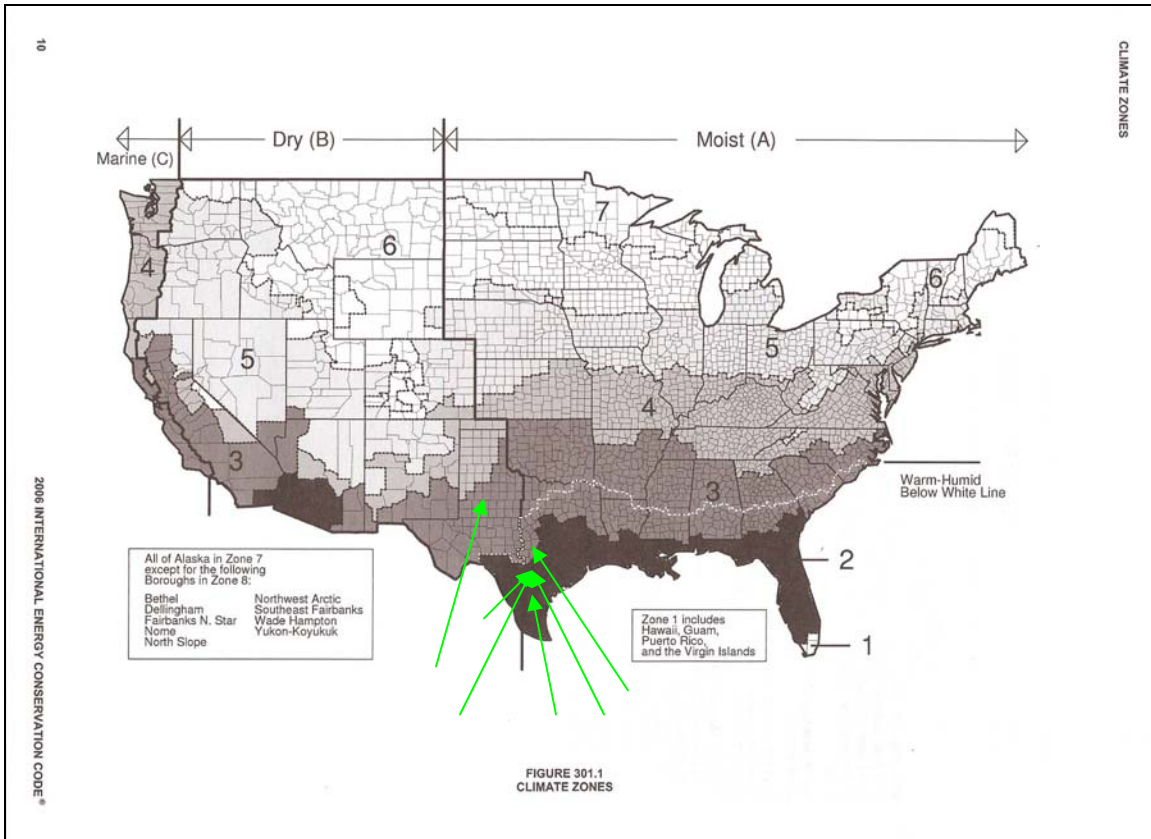 10
CLIMATE ZONES
Marine (C)
Dry (B)
Moist (A)
7
6
4
6
5
5
4
3
3
Warm-Humid
Below White Line
All of Alaska in Zone 7
except for the following
Boroughs in Zone 8:
Bethel Northwest Arctic
Dellingham Southeast Fairbanks
Fairbanks N. Star Wade Hampton
Nome Yukon-Koyukuk
North Slope
2
Zone 1 includes
Hawaii, Guam,
Puerto Rico,
and the Virgin Islands
1
FIGURE 301.1
CLIMATE ZONES
2006 INTERNATIONAL ENERGY CONSERVATION CODE®